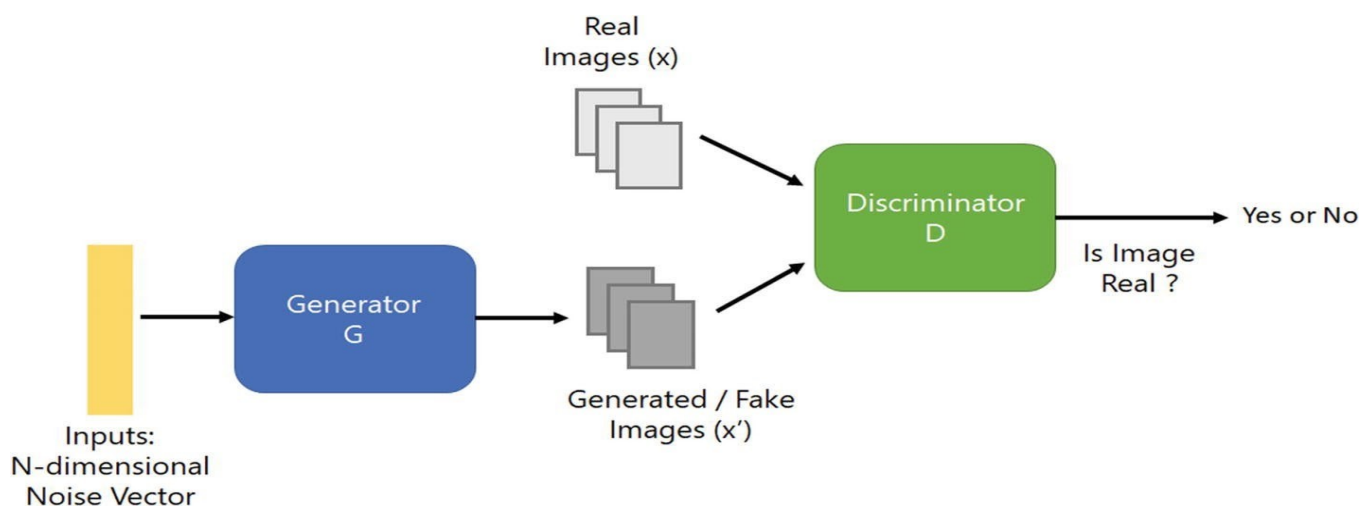 Real
Images (x)
Discriminator
D
Yes or No
Is Image
Real ?
Generator
G
Generated / Fake
Images (x’)
Inputs:
N-dimensional
Noise Vector